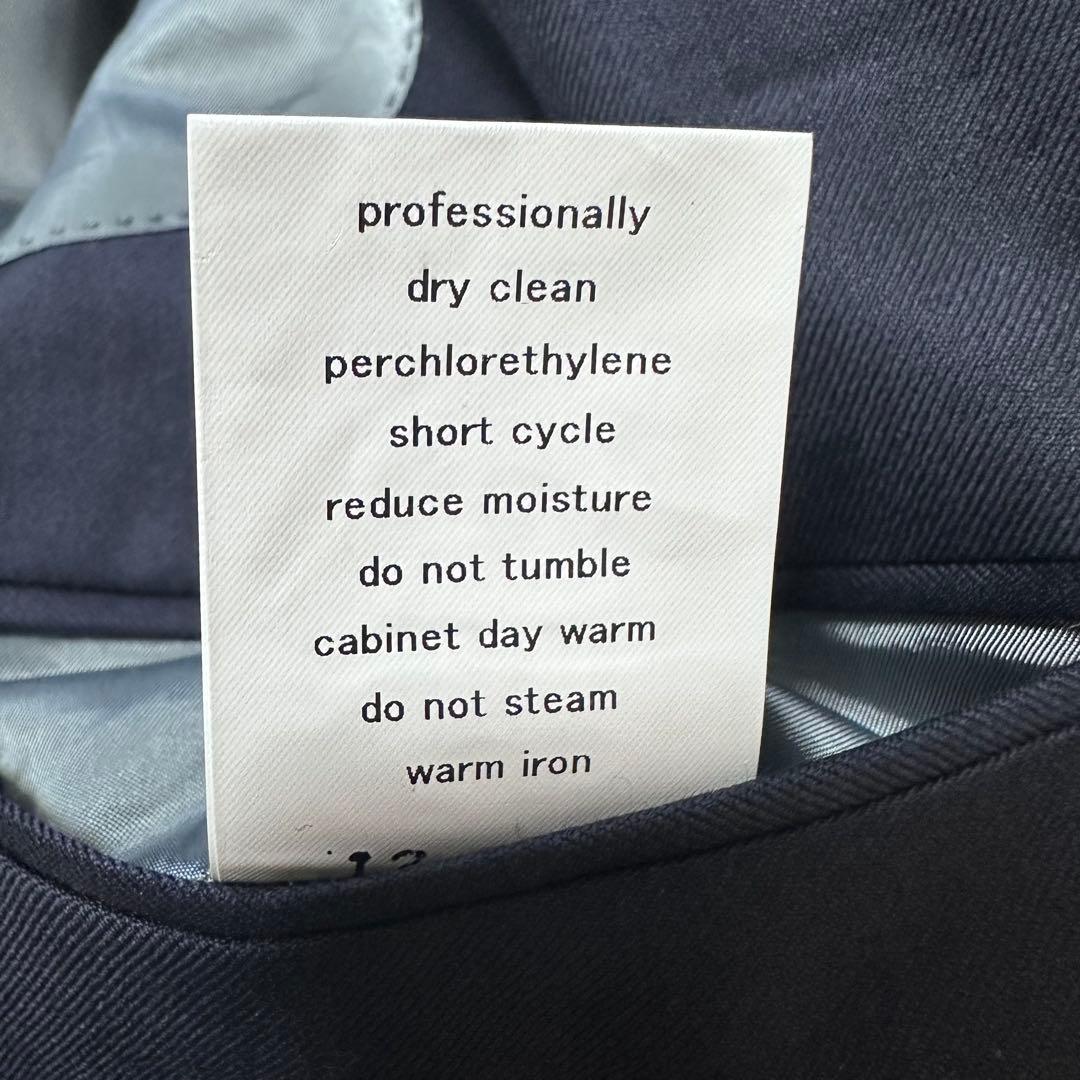 professionally
dry clean
perchlorethylene
short cycle
reduce moisture
do not tumble
cabinet day warm
do not steam
warm iron